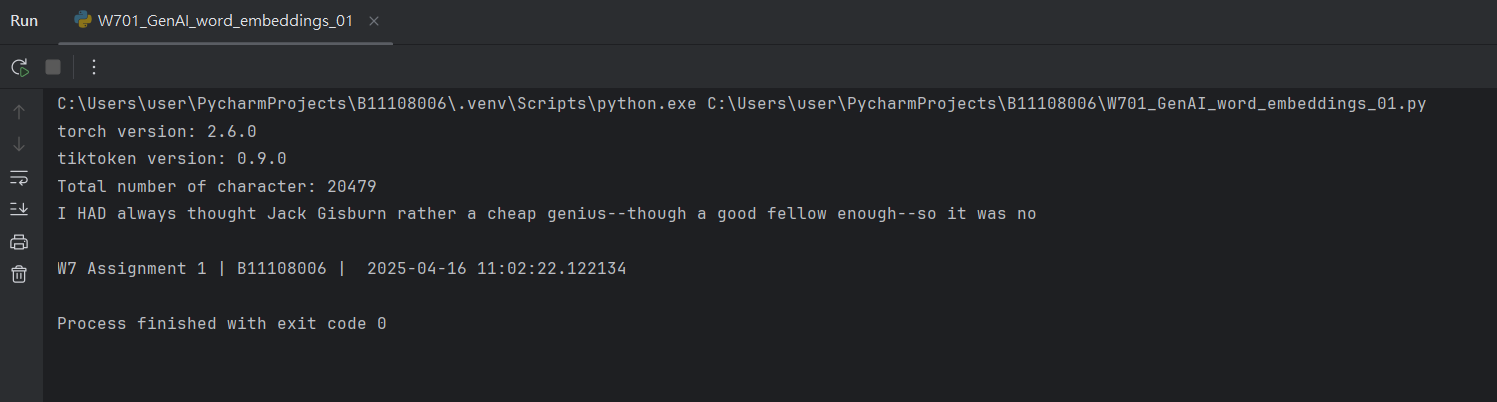 Run W701_GenAI_word_embeddings_01
C:\Users\user\PycharmProjects\B11108006\.venv\Scripts\python.exe C:\Users\user\PycharmProjects\B11108006\W701_GenAI_word_embeddings_01.py
torch version: 2.6.0
tiktoken version: 0.9.0
Total number of character: 20479
I HAD always thought Jack Gisburn rather a cheap genius--though a good fellow enough--so it was no
W7 Assignment 1 | B11108006 |  2025-04-16 11:02:22.122134
Process finished with exit code 0